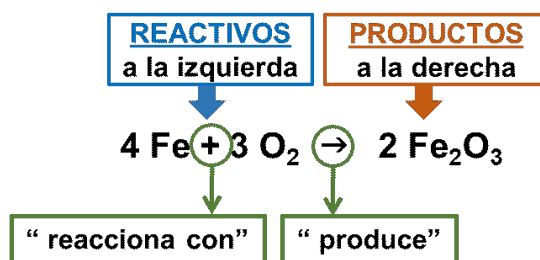 REACTIVOS
a la izquierda
PRODUCTOS
a la derecha
4 Fe + 3 O₂ → 2 Fe₂O₃
“ reacciona con”
“ produce”